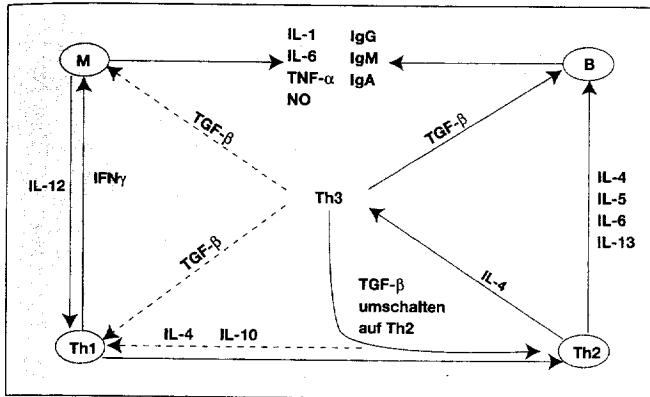 IL-1 IgG
M IL-6 IgM B
TNF-α IgA
NO
TGF-β TGF-β
IL-12 IFNγ
Th3
IL-4
IL-5
IL-6
IL-13
TGF-β
IL-4
TGF-β
umschalten
auf Th2
IL-4 IL-10
Th1 Th2